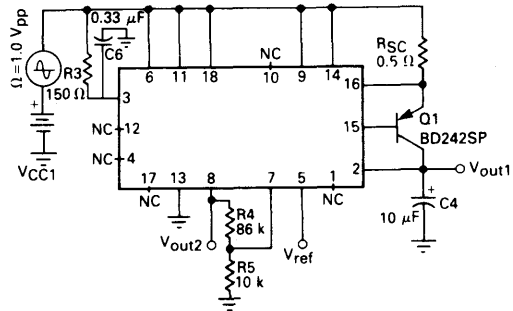 0.33 μF
C6
Ω=1.0 Vpp
R3
150 Ω
VCC1
NC
6
11
18
10
9
14
3
NC 12
NC 4
16
15
2
RSC
0.5 Ω
Q1
BD242SP
Vout1
+
C4
10 μF
17
13
8
7
5
1
NC
NC
R4
86 k
Vout2
R5
10 k
Vref
+